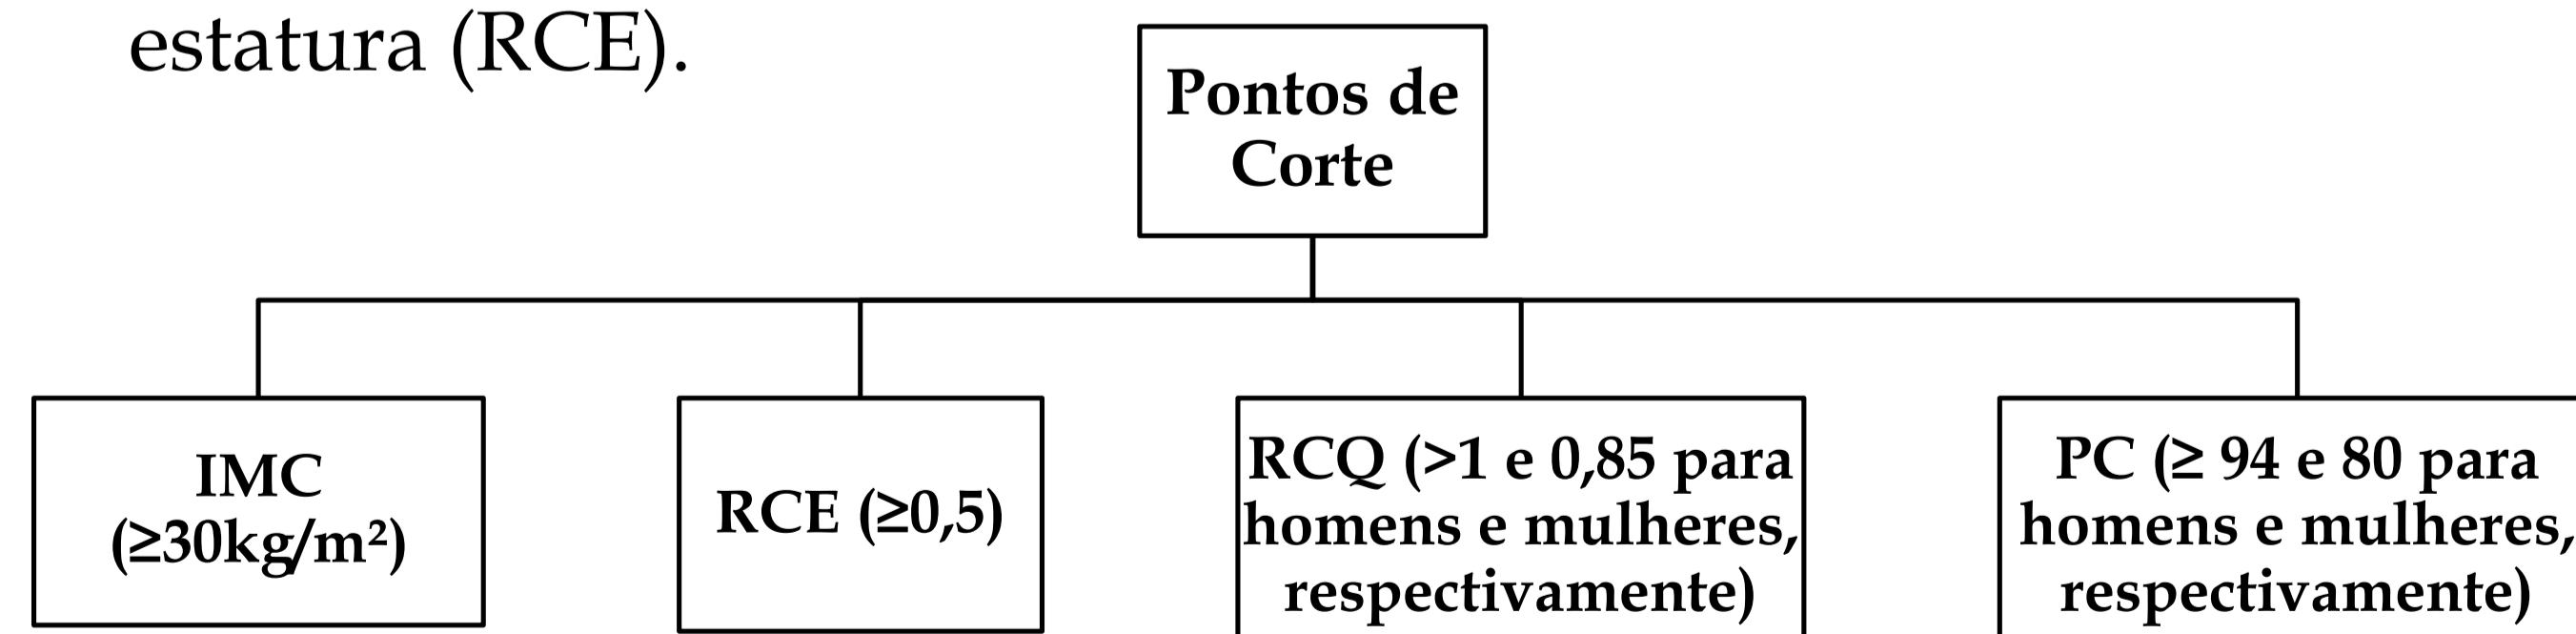 estatura (RCE).
Pontos de
Corte
IMC
(≥30kg/m²)
RCE (≥0,5)
RCQ (>1 e 0,85 para
homens e mulheres,
respectivamente)
PC (≥ 94 e 80 para
homens e mulheres,
respectivamente)